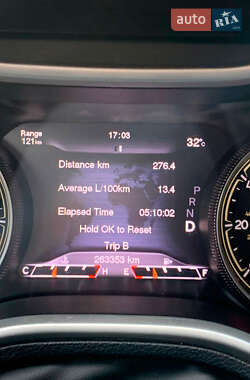 auto RIA
Range
121km
17:03
32°c
Distance km 276.4
Average L/100km 13.4
Elapsed Time 05:10:02
Hold OK to Reset
Trip B
263353 km
C H E F
P
R
N
D
20